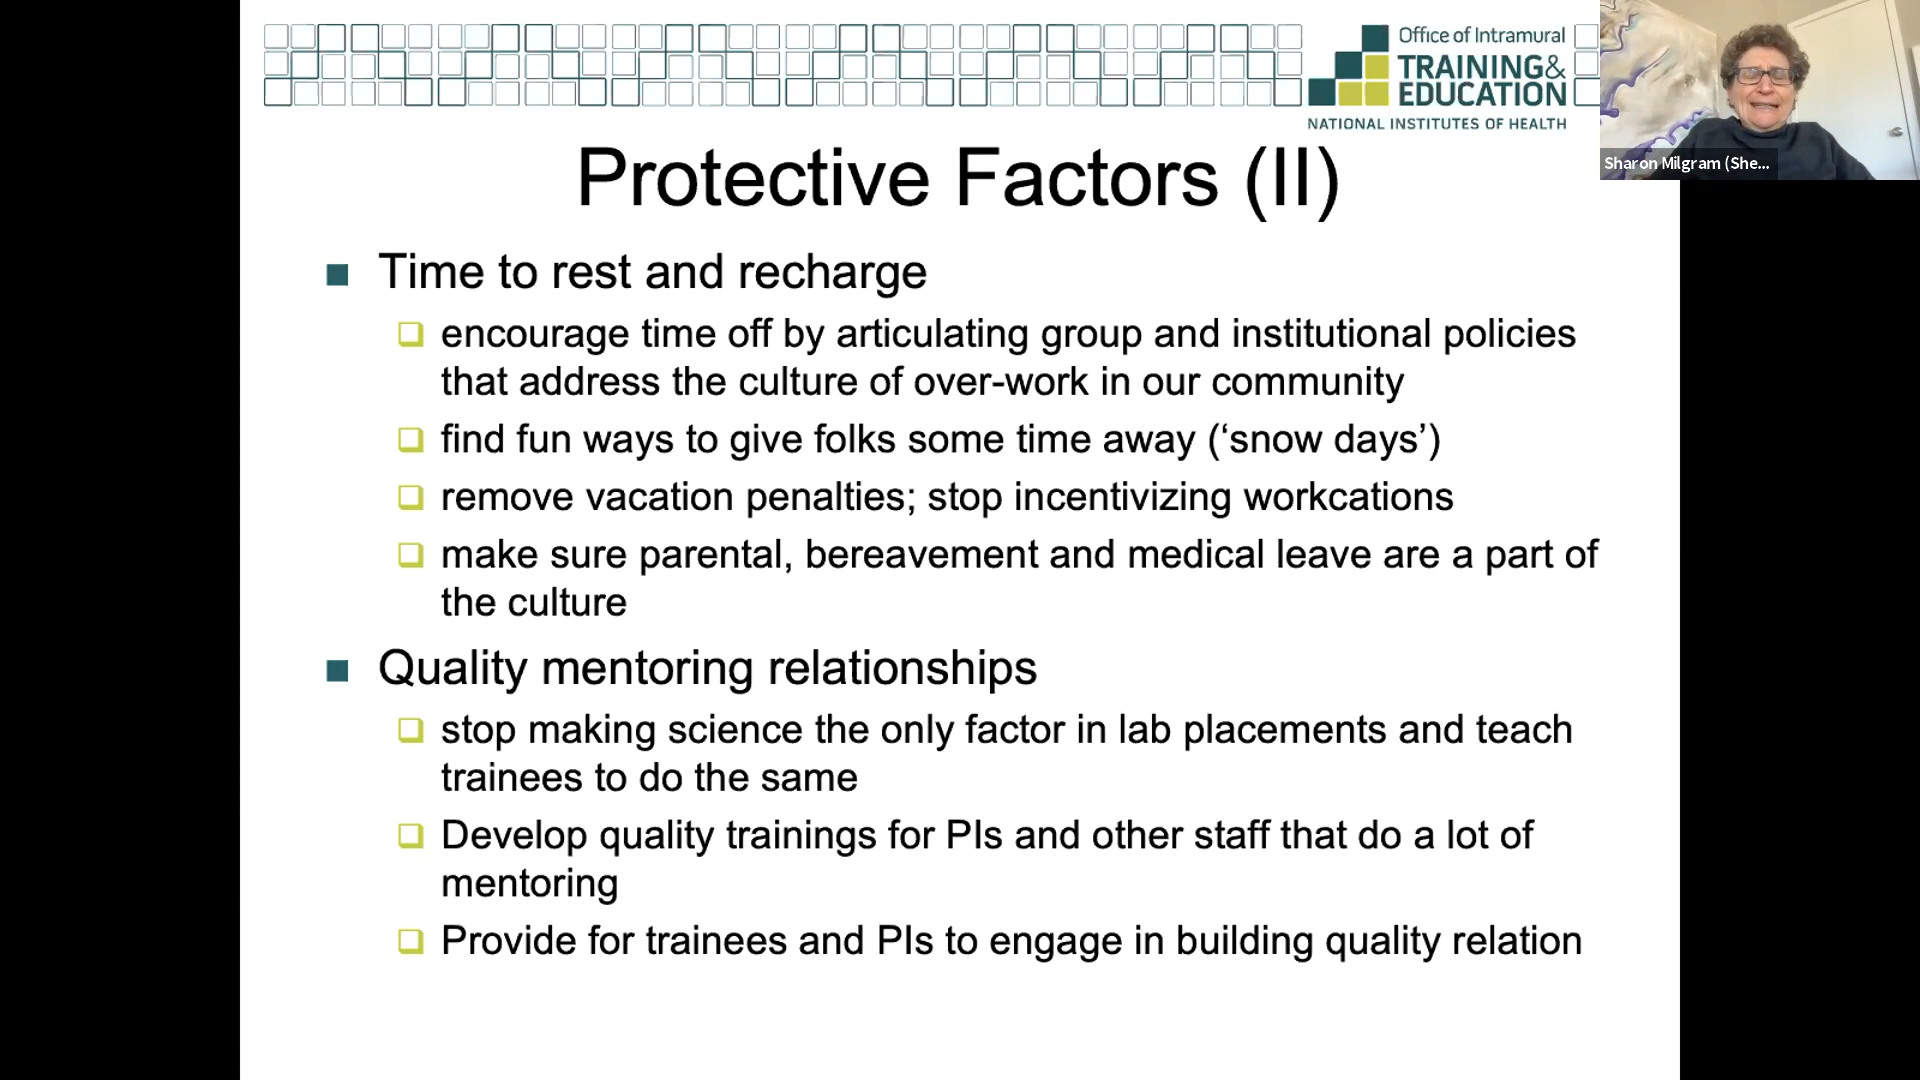 Office of Intramural
TRAINING&
EDUCATION
NATIONAL INSTITUTES OF HEALTH
Sharon Milgram (She...
Protective Factors (II)
Time to rest and recharge
encourage time off by articulating group and institutional policies
that address the culture of over-work in our community
find fun ways to give folks some time away (‘snow days’)
remove vacation penalties; stop incentivizing workcations
make sure parental, bereavement and medical leave are a part of
the culture
Quality mentoring relationships
stop making science the only factor in lab placements and teach
trainees to do the same
Develop quality trainings for PIs and other staff that do a lot of
mentoring
Provide for trainees and PIs to engage in building quality relation